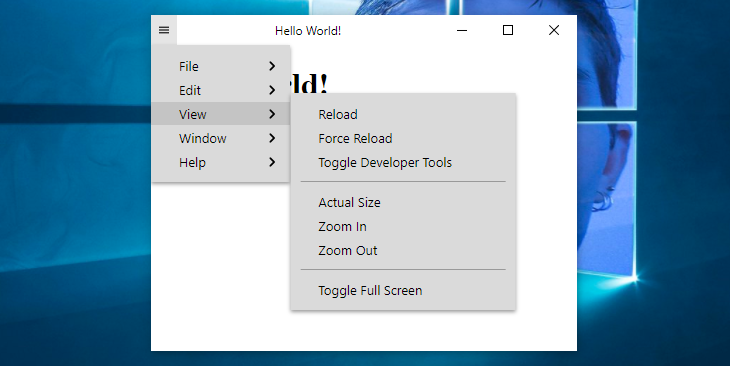 Hello World!
File
Edit
View
Window
Help
rld!
Reload
Force Reload
Toggle Developer Tools
Actual Size
Zoom In
Zoom Out
Toggle Full Screen